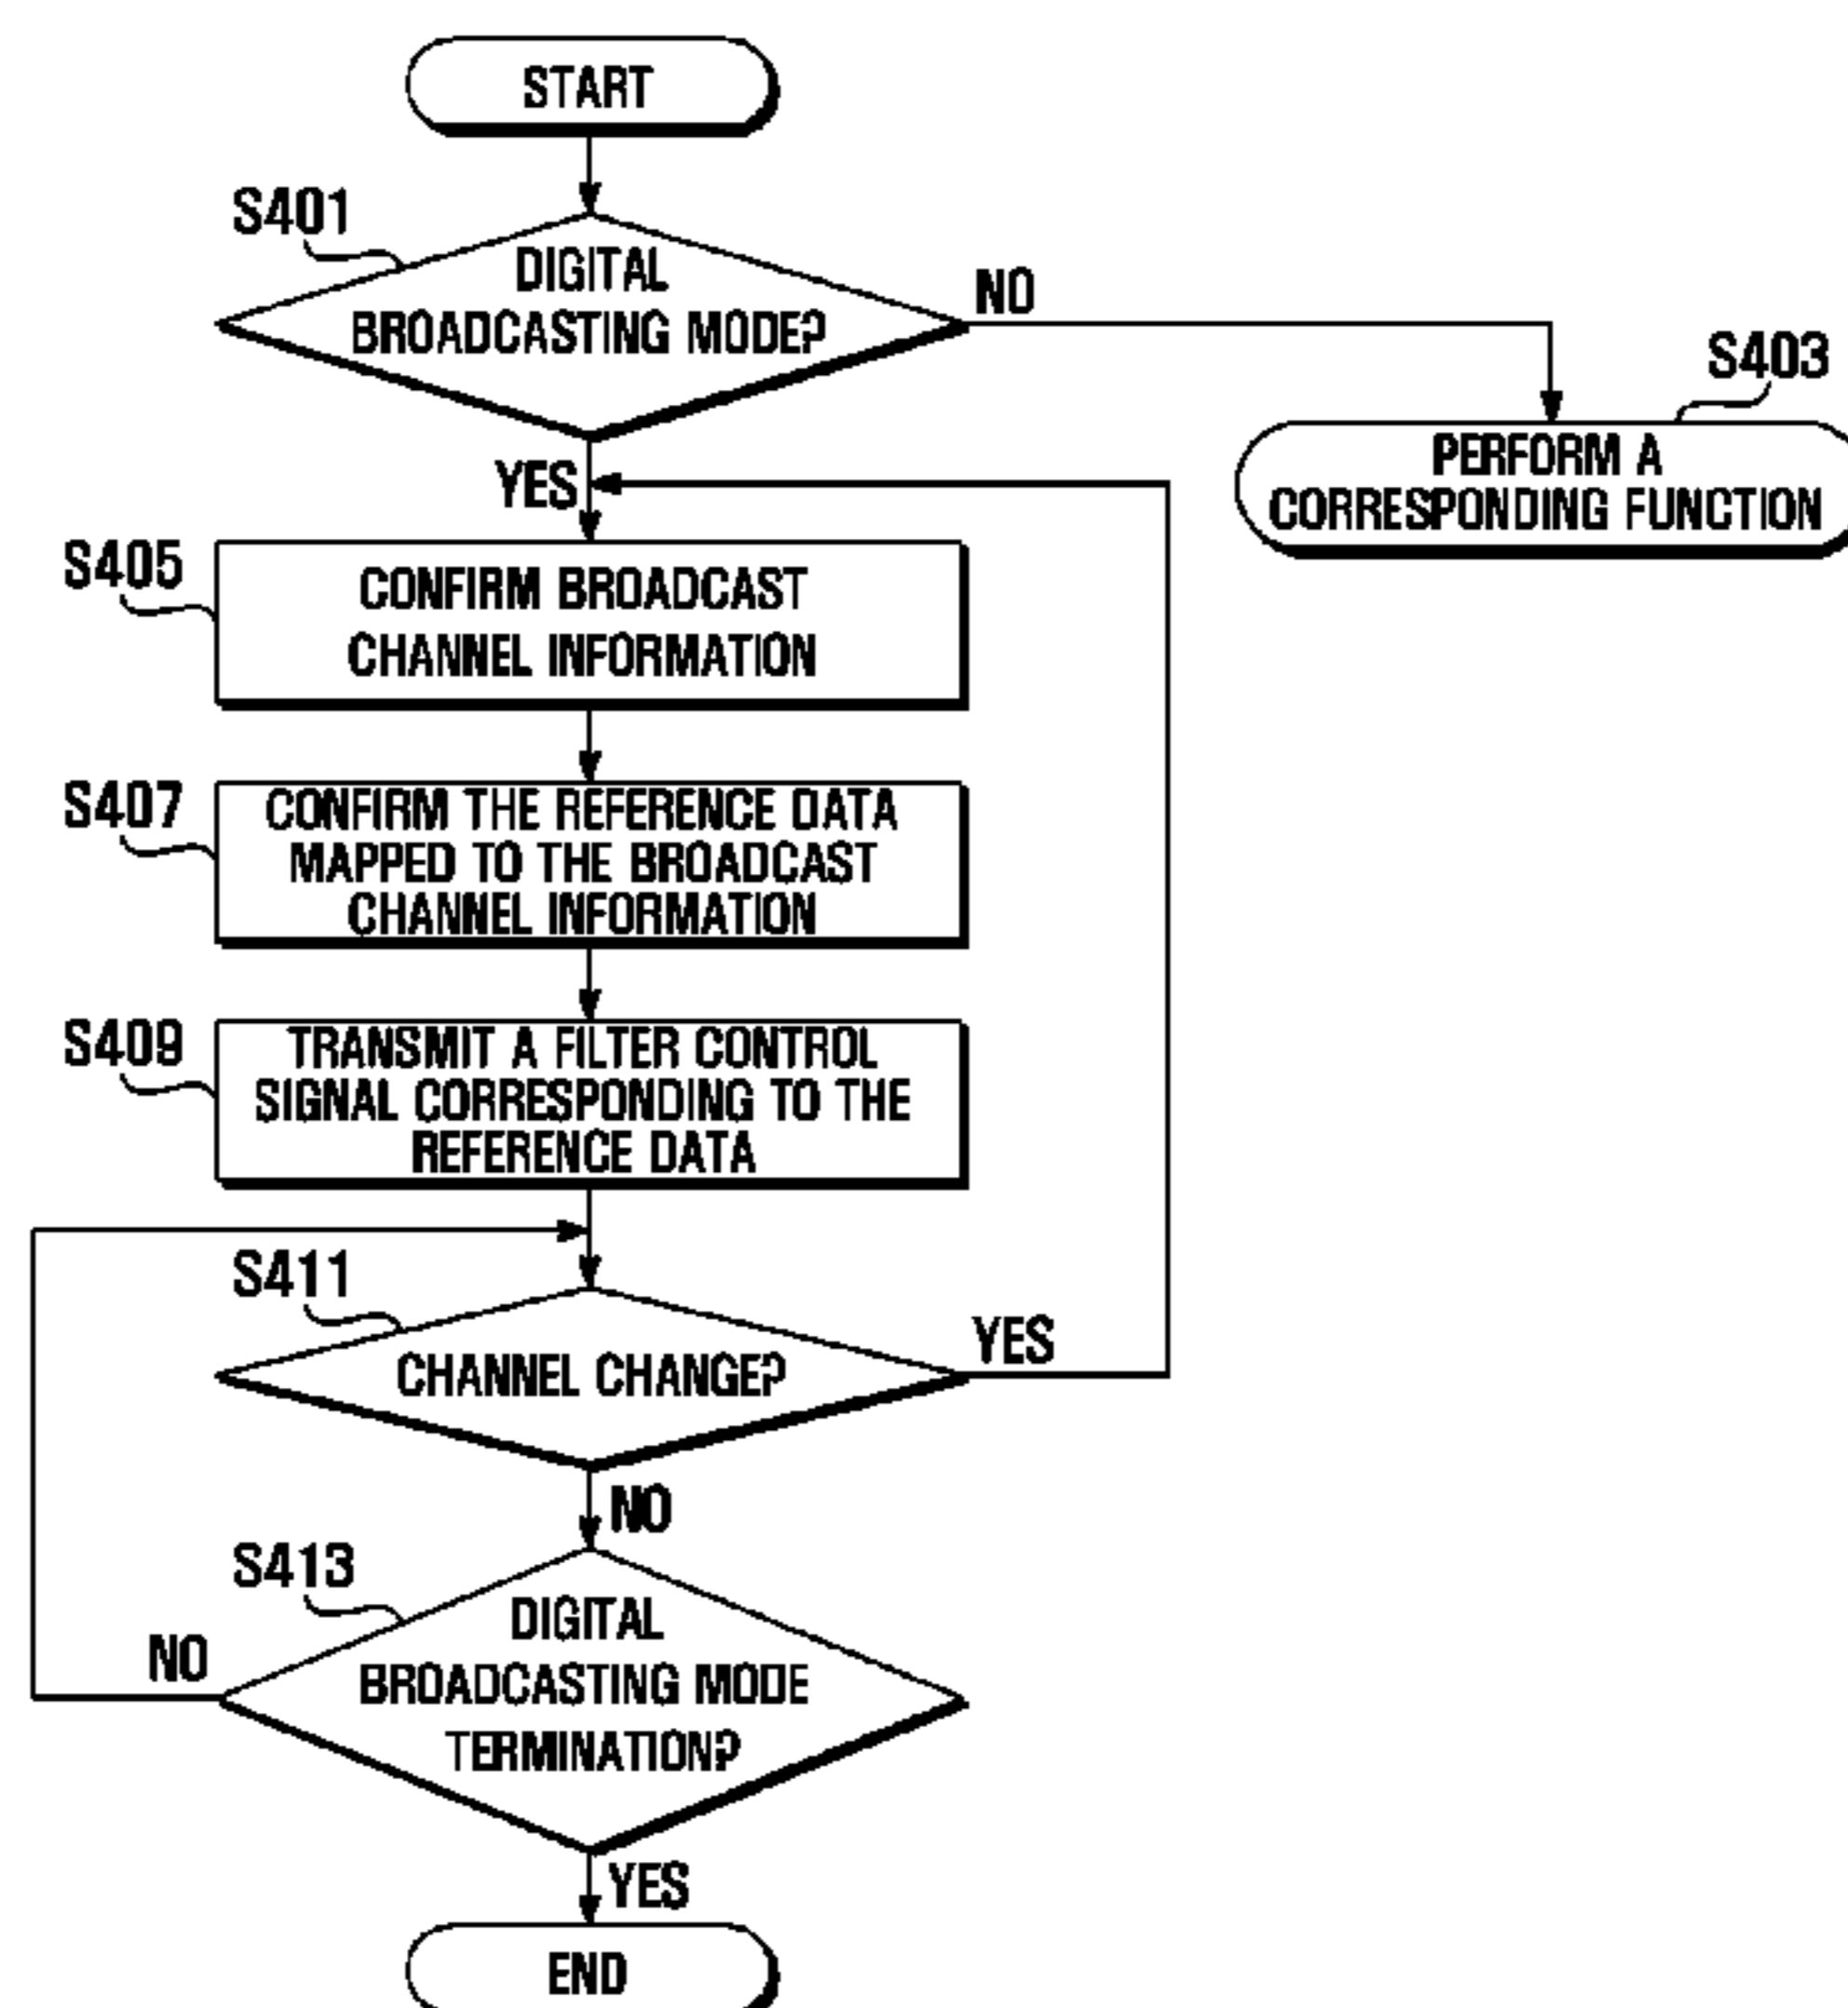 START
S401
DIGITAL
BROADCASTING MODE?
NO
S403
PERFORM A
CORRESPONDING FUNCTION
YES
S405
CONFIRM BROADCAST
CHANNEL INFORMATION
S407
CONFIRM THE REFERENCE DATA
MAPPED TO THE BROADCAST
CHANNEL INFORMATION
S409
TRANSMIT A FILTER CONTROL
SIGNAL CORRESPONDING TO THE
REFERENCE DATA
S411
CHANNEL CHANGE?
YES
NO
S413
DIGITAL
BROADCASTING MODE
TERMINATION?
NO
YES
END